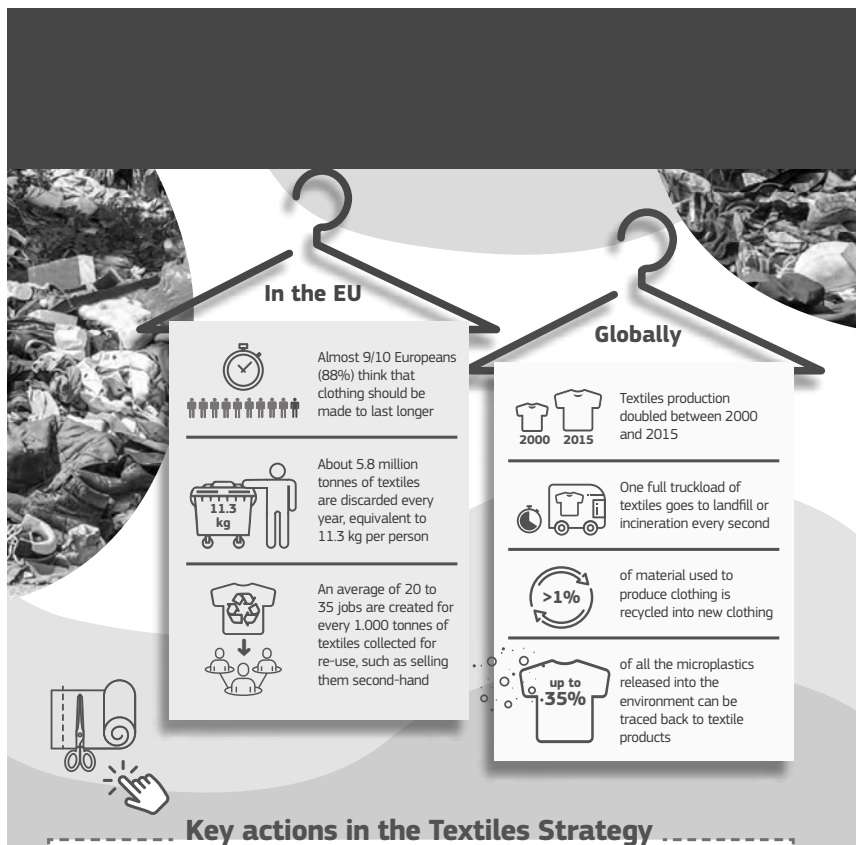 In the EU
Almost 9/10 Europeans
(88%) think that
clothing should be
made to last longer
11.3
kg
About 5.8 million
tonnes of textiles
are discarded every
year, equivalent to
11.3 kg per person
An average of 20 to
35 jobs are created for
every 1.000 tonnes of
textiles collected for
re-use, such as selling
them second-hand
Globally
2000 2015
Textiles production
doubled between 2000
and 2015
One full truckload of
textiles goes to landfill or
incineration every second
>1%
of material used to
produce clothing is
recycled into new clothing
up to
35%
of all the microplastics
released into the
environment can be
traced back to textile
products
Key actions in the Textiles Strategy